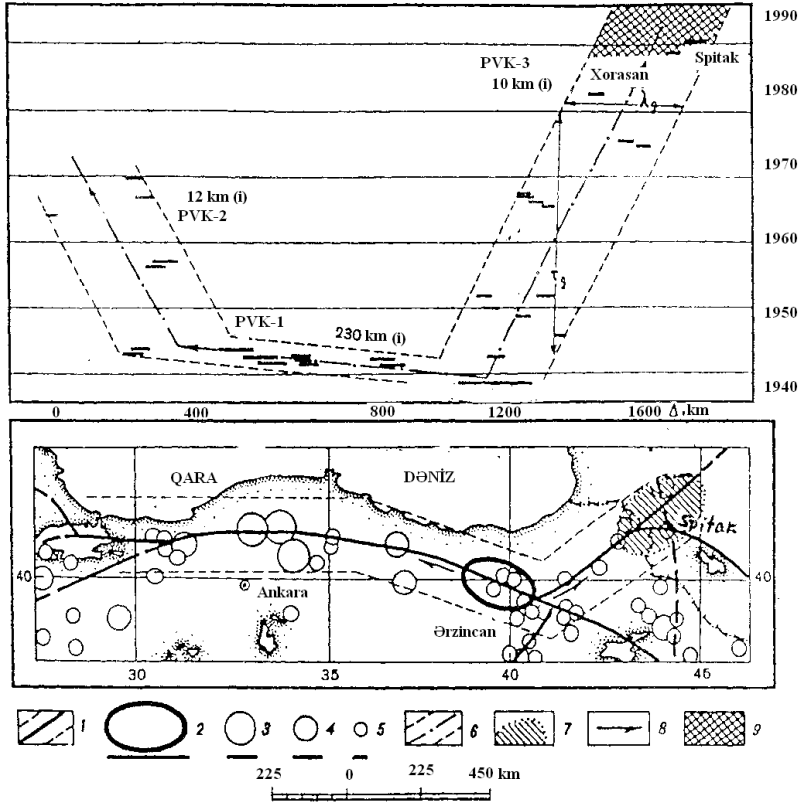 1990
PVK-3
Spitak
10 km (i)
Xorasan
1980
λg
1970
12 km (i)
PVK-2
1960
τg
1950
PVK-1
230 km (i)
1940
0 400 800 1200 1600 Δ, km
QARA DƏNİZ
Spitak
40 40
Ankara
Ərzincan
30 35 40 45
1 2 3 4 5 6 7 8 9
225 0 225 450 km